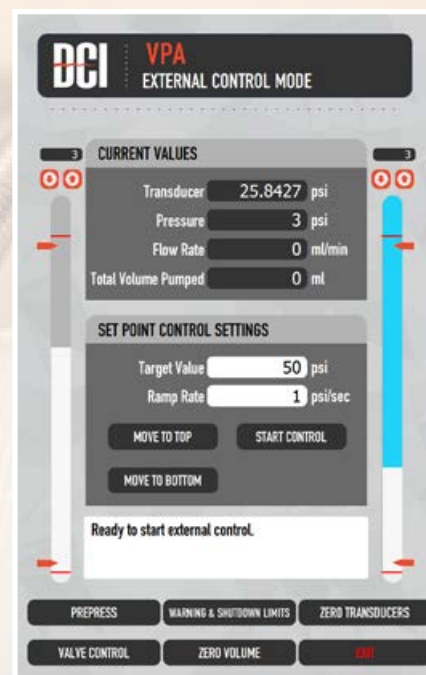 DCI
VPA
EXTERNAL CONTROL MODE
3
CURRENT VALUES
3
Transducer 25.8427 psi
Pressure 3 psi
Flow Rate 0 ml/min
Total Volume Pumped 0 ml
SET POINT CONTROL SETTINGS
Target Value 50 psi
Ramp Rate 1 psi/sec
MOVE TO TOP START CONTROL
MOVE TO BOTTOM
Ready to start external control.
PREPRESS WARNING & SHUTDOWN LIMITS ZERO TRANSDUCERS
VALVE CONTROL ZERO VOLUME EXIT